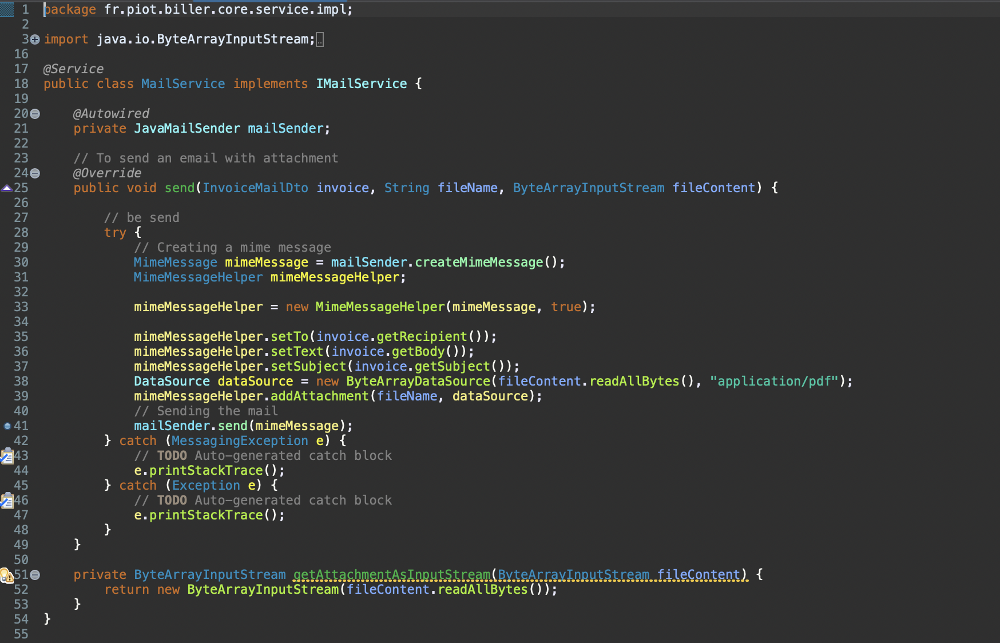 1 package fr.piot.biller.core.service.impl;
2
3 import java.io.ByteArrayInputStream;
16
17 @Service
18 public class MailService implements IMailService {
19
20     @Autowired
21     private JavaMailSender mailSender;
22
23     // To send an email with attachment
24     @Override
25     public void send(InvoiceMailDto invoice, String fileName, ByteArrayInputStream fileContent) {
26
27         // be send
28         try {
29             // Creating a mime message
30             MimeMessage mimeMessage = mailSender.createMimeMessage();
31             MimeMessageHelper mimeMessageHelper;
32
33             mimeMessageHelper = new MimeMessageHelper(mimeMessage, true);
34
35             mimeMessageHelper.setTo(invoice.getRecipient());
36             mimeMessageHelper.setText(invoice.getBody());
37             mimeMessageHelper.setSubject(invoice.getSubject());
38             DataSource dataSource = new ByteArrayDataSource(fileContent.readAllBytes(), "application/pdf");
39             mimeMessageHelper.addAttachment(fileName, dataSource);
40             // Sending the mail
41             mailSender.send(mimeMessage);
42         } catch (MessagingException e) {
43             // TODO Auto-generated catch block
44             e.printStackTrace();
45         } catch (Exception e) {
46             // TODO Auto-generated catch block
47             e.printStackTrace();
48         }
49     }
50
51     private ByteArrayInputStream getAttachmentAsInputStream(ByteArrayInputStream fileContent) {
52         return new ByteArrayInputStream(fileContent.readAllBytes());
53     }
54 }
55